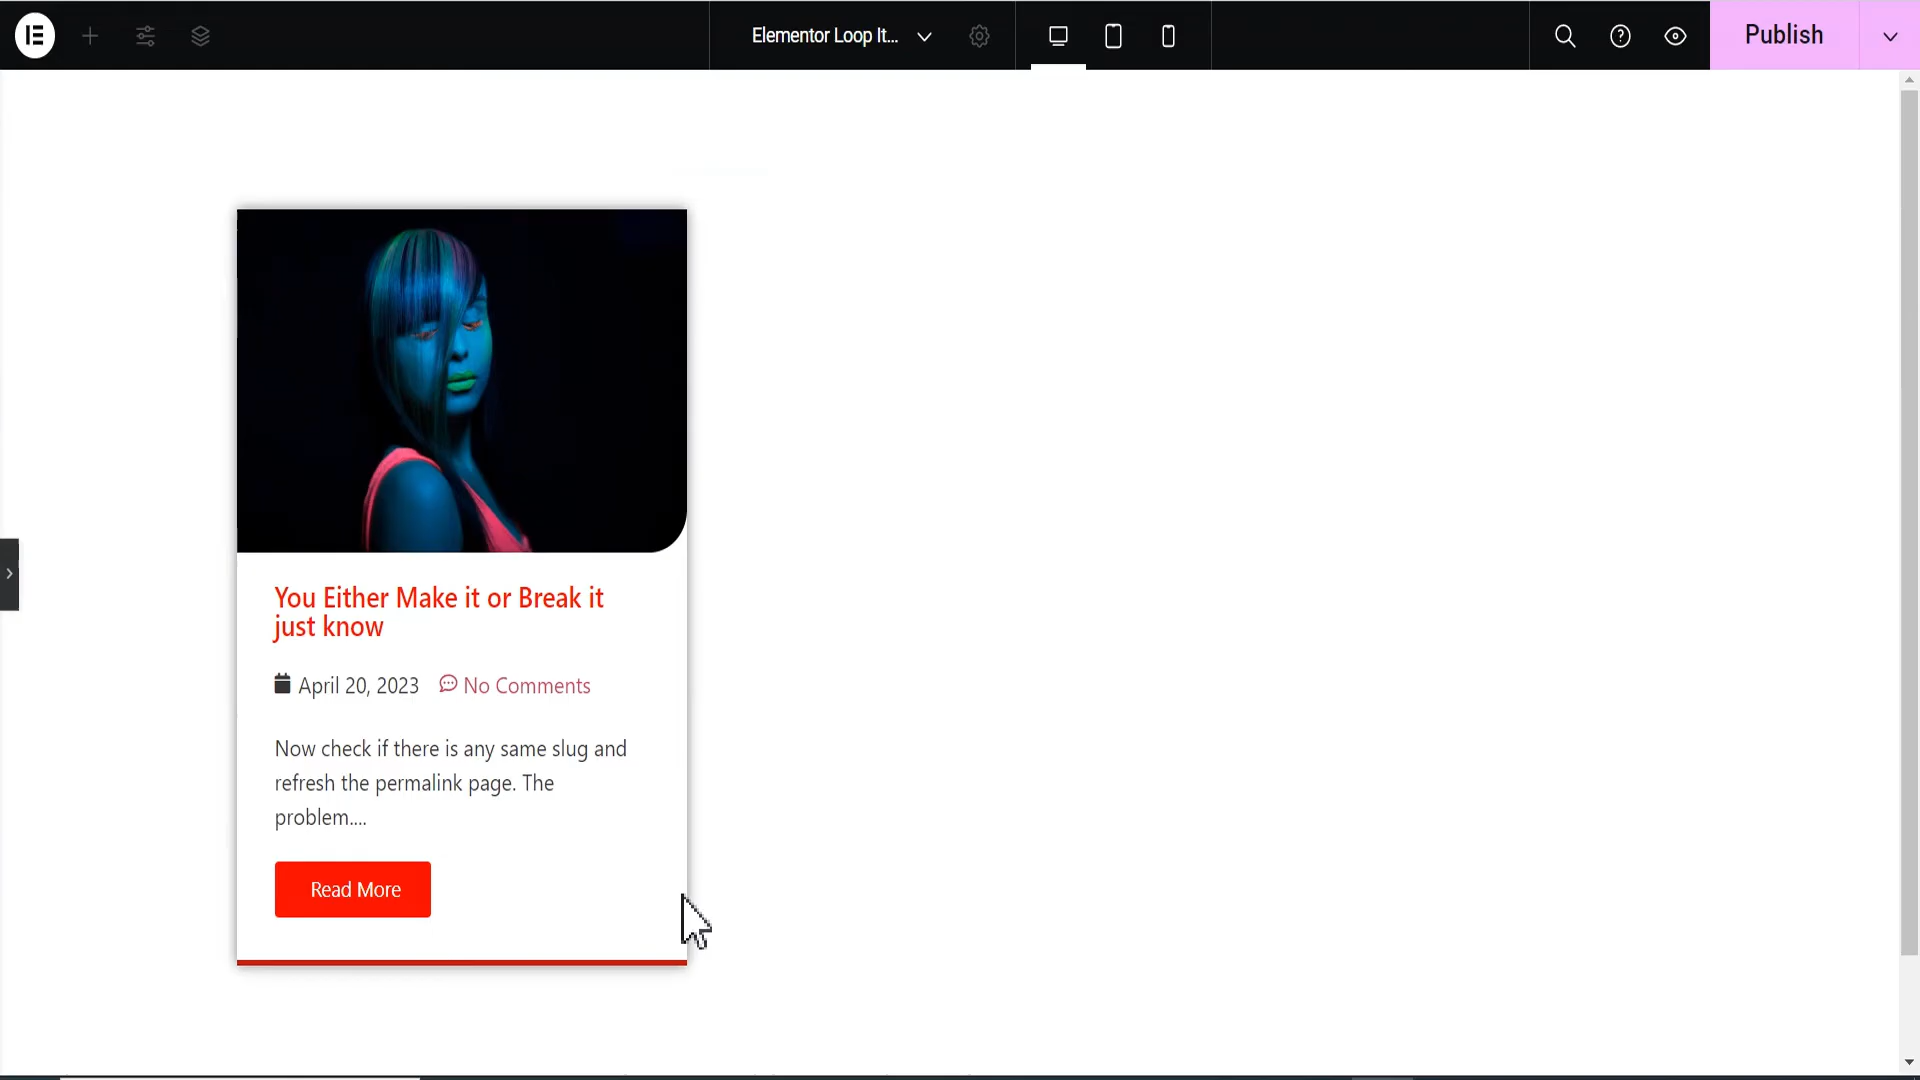 Elementor Loop It...
Publish
You Either Make it or Break it
just know
April 20, 2023 No Comments
Now check if there is any same slug and
refresh the permalink page. The
problem....
Read More